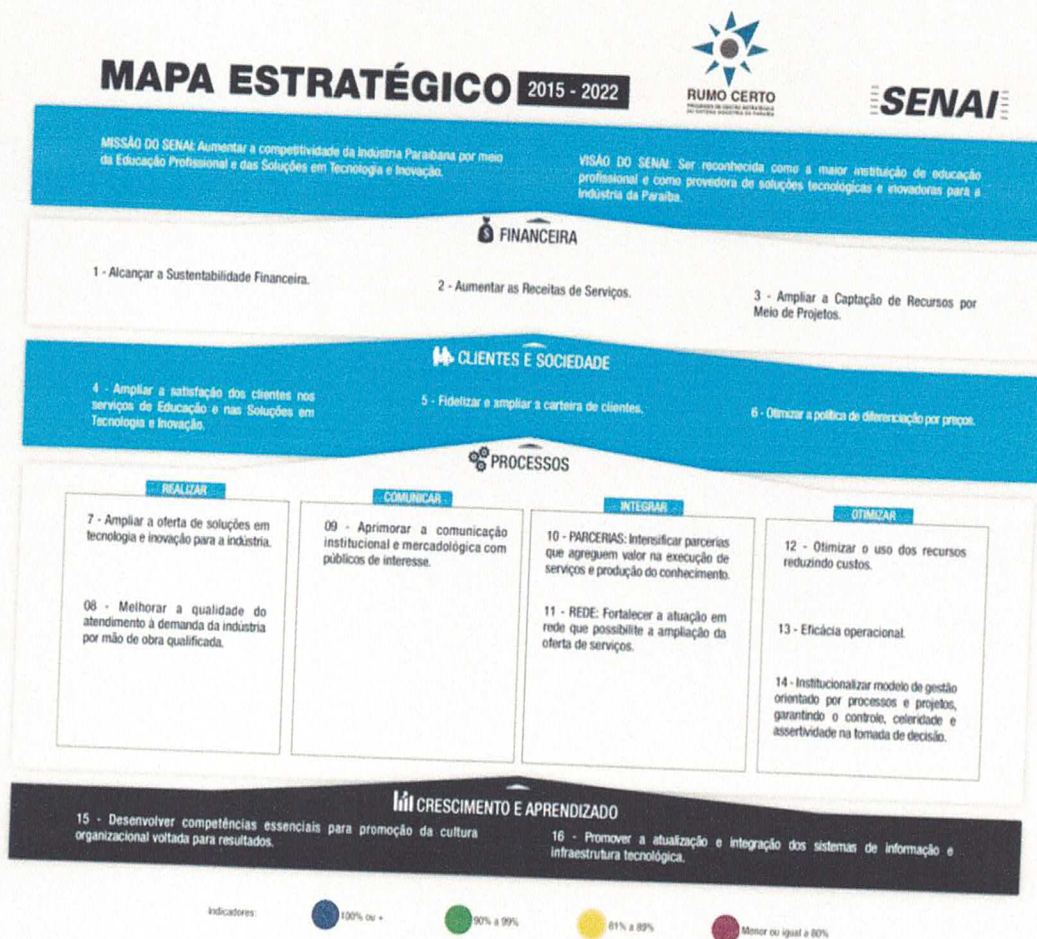 MAPA ESTRATÉGICO 2015 - 2022
RUMO CERTO
PROGRAMA DE GESTÃO ESTRATÉGICA
DO SISTEMA INDÚSTRIA DA PARAÍBA
SENAI
MISSÃO DO SENAI: Aumentar a competitividade da Indústria Paraibana por meio
da Educação Profissional e das Soluções em Tecnologia e Inovação.
VISÃO DO SENAI: Ser reconhecida como a maior instituição de educação
profissional e como provedora de soluções tecnológicas e inovadoras para a
Indústria da Paraíba.
FINANCEIRA
1 - Alcançar a Sustentabilidade Financeira.
2 - Aumentar as Receitas de Serviços.
3 - Ampliar a Captação de Recursos por
Meio de Projetos.
CLIENTES E SOCIEDADE
4 - Ampliar a satisfação dos clientes nos
serviços de Educação e nas Soluções em
Tecnologia e Inovação.
5 - Fidelizar e ampliar a carteira de clientes.
6 - Otimizar a política de diferenciação por preços.
PROCESSOS
REALIZAR
7 - Ampliar a oferta de soluções em
tecnologia e inovação para a indústria.
08 - Melhorar a qualidade do
atendimento à demanda da indústria
por mão de obra qualificada.
COMUNICAR
09 - Aprimorar a comunicação
institucional e mercadológica com
públicos de interesse.
INTEGRAR
10 - PARCERIAS: Intensificar parcerias
que agreguem valor na execução de
serviços e produção do conhecimento.
11 - REDE: Fortalecer a atuação em
rede que possibilite a ampliação da
oferta de serviços.
OTIMIZAR
12 - Otimizar o uso dos recursos
reduzindo custos.
13 - Eficácia operacional.
14 - Institucionalizar modelo de gestão
orientado por processos e projetos,
garantindo o controle, celeridade e
assertividade na tomada de decisão.
CRESCIMENTO E APRENDIZADO
15 - Desenvolver competências essenciais para promoção da cultura
organizacional voltada para resultados.
16 - Promover a atualização e integração dos sistemas de informação e
infraestrutura tecnológica.
Indicadores:
100% ou +
90% a 99%
81% a 89%
Menor ou igual a 80%